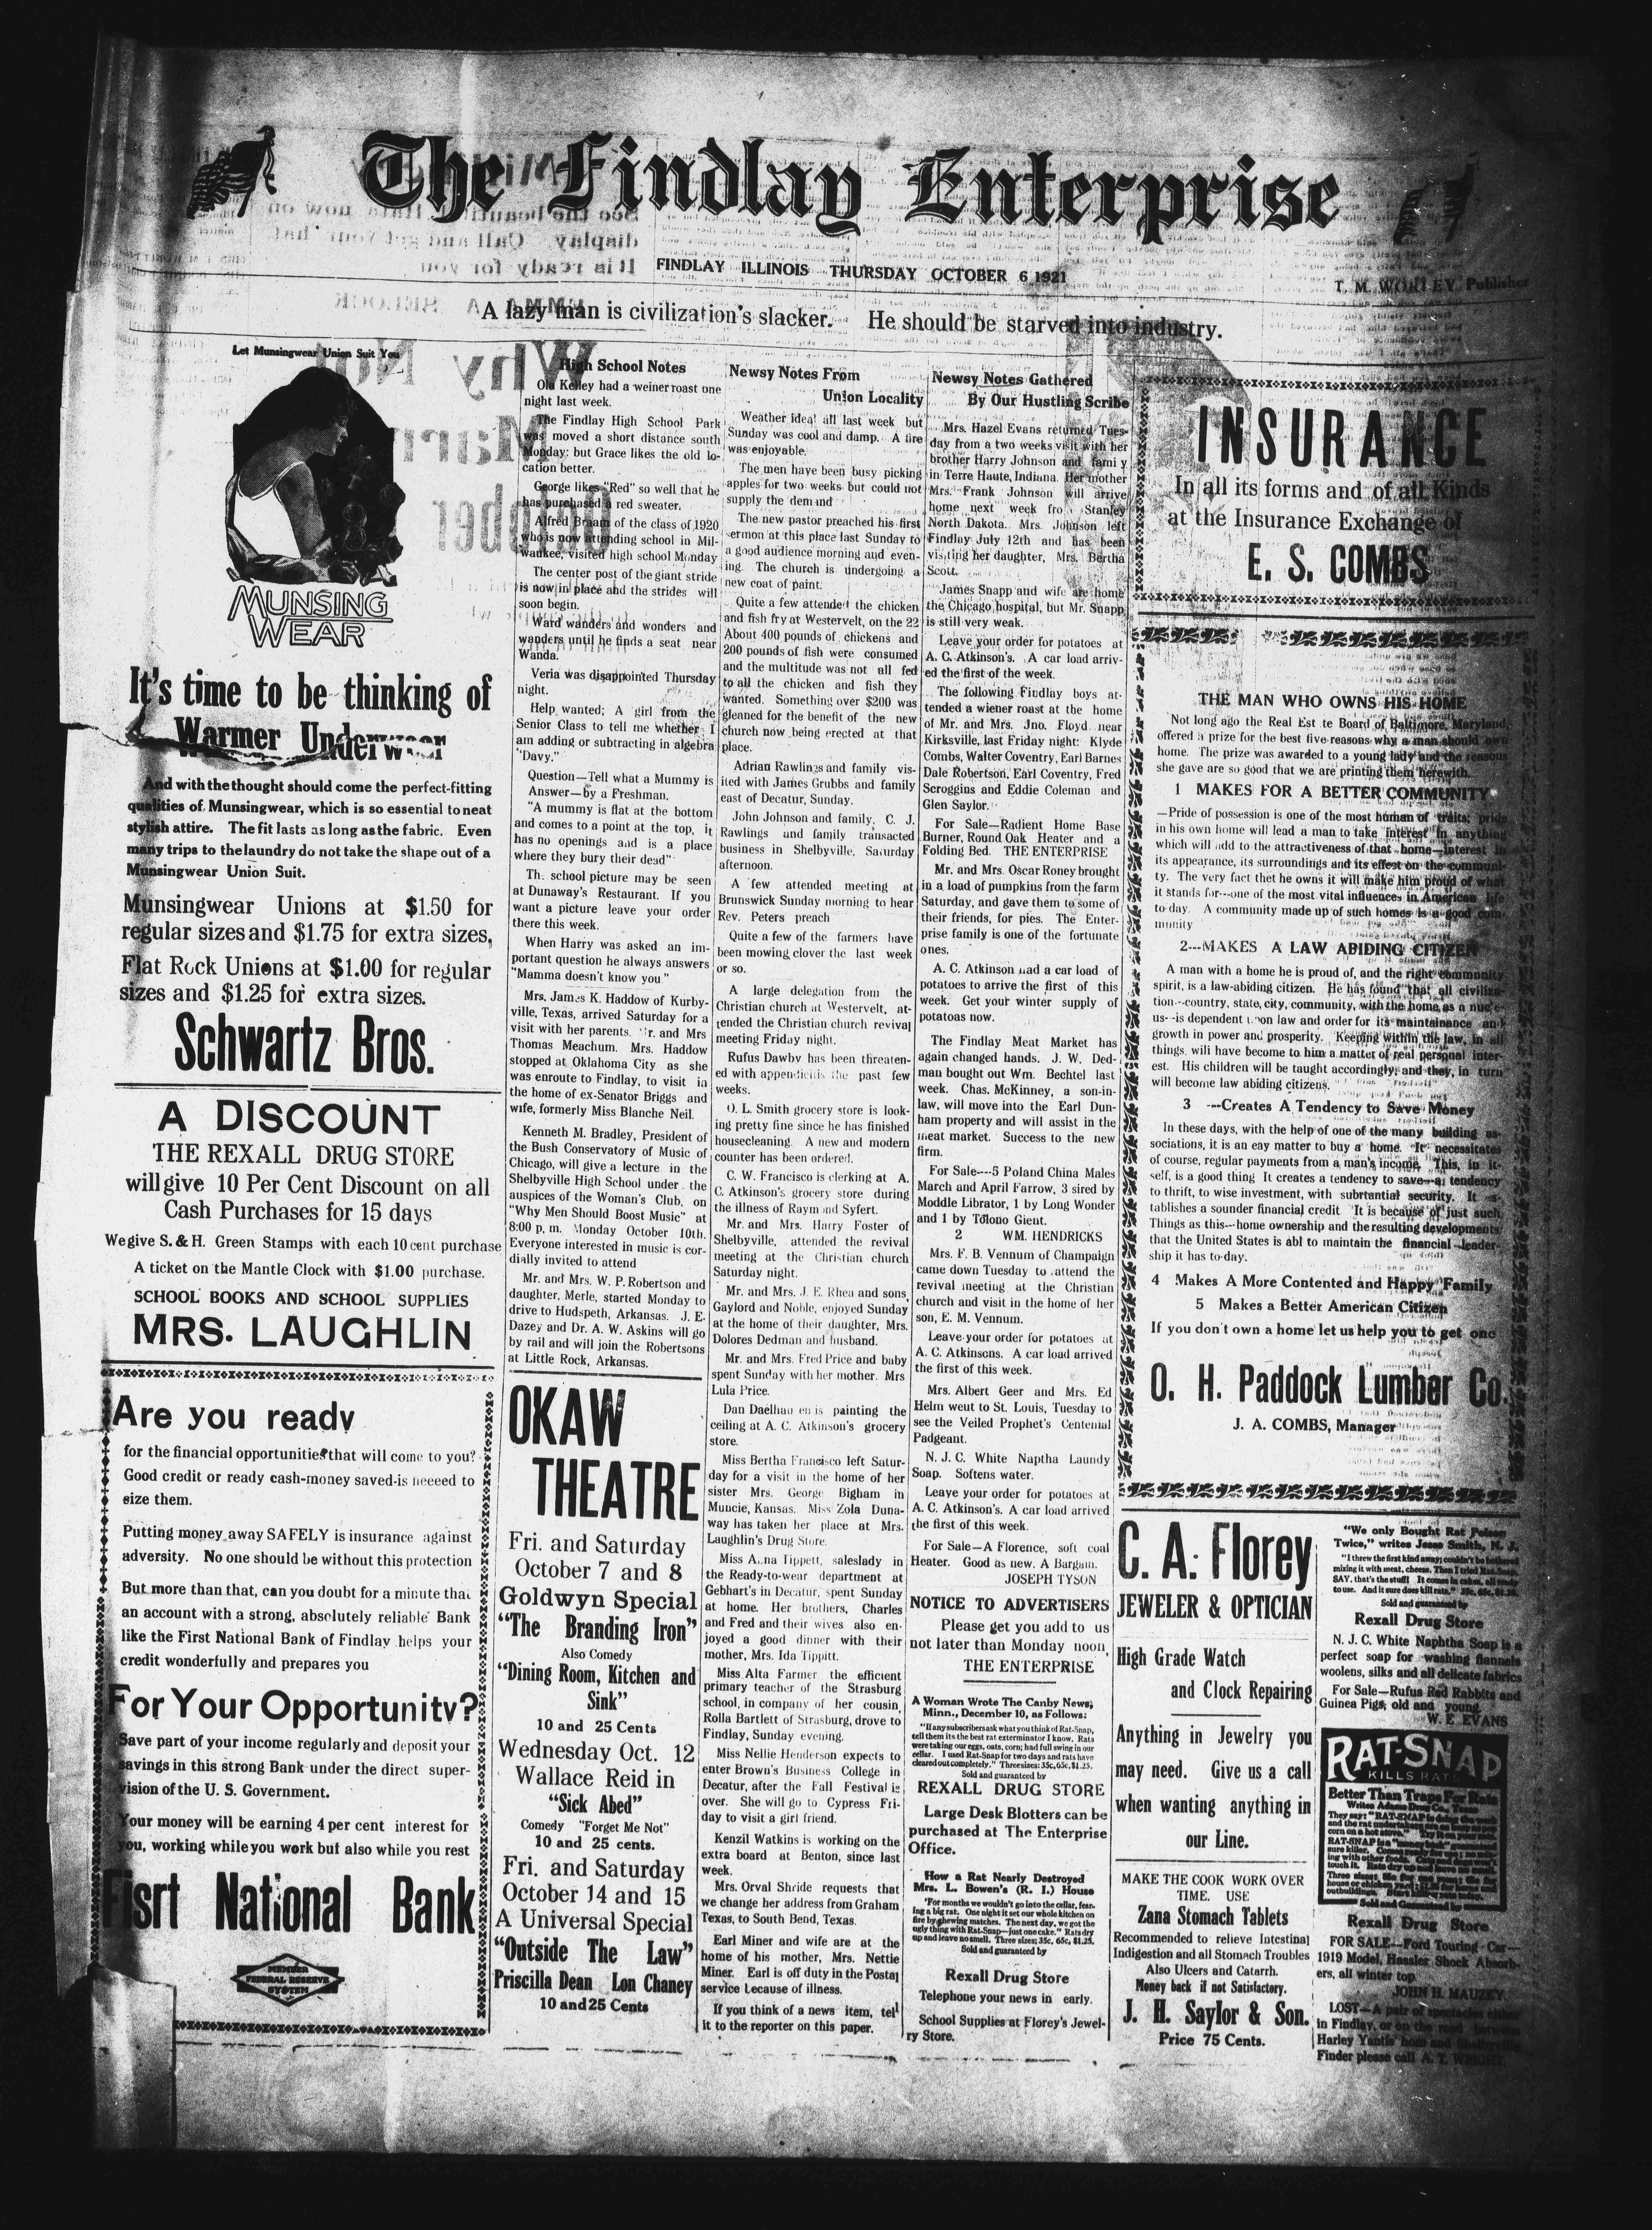 The Findlay Enterprise
FINDLAY ILLINOIS THURSDAY OCTOBER 6 1921
T. M. WORLEY, Publisher
A lazy man is civilization's slacker. He should be starved into industry.
Let Munsingwear Union Suit You
MUNSING
WEAR
It's time to be thinking of
Warmer Underwear
And with the thought should come the perfect-fitting
qualities of Munsingwear, which is so essential to neat
stylish attire. The fit lasts as long as the fabric. Even
many trips to the laundry do not take the shape out of a
Munsingwear Union Suit.
Munsingwear Unions at $1.50 for
regular sizes and $1.75 for extra sizes,
Flat Rock Unions at $1.00 for regular
sizes and $1.25 for extra sizes.
Schwartz Bros.
A DISCOUNT
THE REXALL DRUG STORE
will give 10 Per Cent Discount on all
Cash Purchases for 15 days
We give S. & H. Green Stamps with each 10 cent purchase
A ticket on the Mantle Clock with $1.00 purchase.
SCHOOL BOOKS AND SCHOOL SUPPLIES
MRS. LAUGHLIN
Are you ready
for the financial opportunities that will come to you?
Good credit or ready cash-money saved-is neeeed to
size them.
Putting money away SAFELY is insurance against
adversity. No one should be without this protection
But more than that, can you doubt for a minute that
an account with a strong, absolutely reliable Bank
like the First National Bank of Findlay helps your
credit wonderfully and prepares you
For Your Opportunity?
Save part of your income regularly and deposit your
savings in this strong Bank under the direct super-
vision of the U. S. Government.
Your money will be earning 4 per cent interest for
you, working while you work but also while you rest
Fisrt National Bank
MEMBER
FEDERAL RESERVE
SYSTEM
High School Notes
Ola Kelley had a weiner roast one
night last week.
The Findlay High School Park
was moved a short distance south
Monday: but Grace likes the old lo-
cation better.
George likes "Red" so well that he
has purchased a red sweater.
Alfred Braam of the class of 1920
who is now attending school in Mil-
waukee, visited high school Monday
The center post of the giant stride
is now in place and the strides will
soon begin.
Ward wanders and wonders and
wanders until he finds a seat near
Wanda.
Veria was disappointed Thursday
night.
Help wanted; A girl from the
Senior Class to tell me whether I
am adding or subtracting in algebra
'Davy."
Question—Tell what a Mummy is
Answer—by a Freshman.
"A mummy is flat at the bottom
and comes to a point at the top, it
has no openings and is a place
where they bury their dead"
The school picture may be seen
at Dunaway's Restaurant. If you
want a picture leave your order
there this week.
When Harry was asked an im-
portant question he always answers
"Mamma doesn't know you"
Mrs. James K. Haddow of Kurby-
ville, Texas, arrived Saturday for a
visit with her parents. Mr. and Mrs
Thomas Meachum. Mrs. Haddow
stopped at Oklahoma City as she
was enroute to Findlay, to visit in
the home of ex-Senator Briggs and
wife, formerly Miss Blanche Neil.
Kenneth M. Bradley, President of
the Bush Conservatory of Music of
Chicago, will give a lecture in the
Shelbyville High School under the
auspices of the Woman's Club, on
"Why Men Should Boost Music" at
8:00 p. m. Monday October 10th.
Everyone interested in music is cor-
dially invited to attend
Mr. and Mrs. W. P. Robertson and
daughter, Merle, started Monday to
drive to Hudspeth, Arkansas. J. E.
Dazey and Dr. A. W. Askins will go
by rail and will join the Robertsons
at Little Rock, Arkansas.
OKAW
THEATRE
Fri. and Saturday
October 7 and 8
Goldwyn Special
"The Branding Iron"
Also Comedy
"Dining Room, Kitchen and
Sink"
10 and 25 Cents
Wednesday Oct. 12
Wallace Reid in
"Sick Abed"
Comedy "Forget Me Not"
10 and 25 cents.
Fri. and Saturday
October 14 and 15
A Universal Special
"Outside The Law"
Priscilla Dean Lon Chaney
10 and 25 Cents
Newsy Notes From
Union Locality
Weather ideal all last week but
Sunday was cool and damp. A fire
was enjoyable.
The men have been busy picking
apples for two weeks but could not
supply the demand
The new pastor preached his first
sermon at this place last Sunday to
a good audience morning and even-
ing. The church is undergoing a
new coat of paint.
Quite a few attended the chicken
and fish fry at Westervelt, on the 22
About 400 pounds of chickens and
200 pounds of fish were consumed
and the multitude was not all fed
to all the chicken and fish they
wanted. Something over $200 was
gleaned for the benefit of the new
church now being erected at that
place.
Adrian Rawlings and family vis-
ited with James Grubbs and family
east of Decatur, Sunday.
John Johnson and family, C. J.
Rawlings and family transacted
business in Shelbyville, Saturday
afternoon.
A few attended meeting at
Brunswick Sunday morning to hear
Rev. Peters preach
Quite a few of the farmers have
been mowing clover the last week
or so.
A large delegation from the
Christian church at Westervelt, at-
tended the Christian church revival
meeting Friday night.
Rufus Dawby has been threaten-
ed with appendicitis the past few
weeks.
O. L. Smith grocery store is look-
ing pretty fine since he has finished
housecleaning. A new and modern
counter has been ordered.
C. W. Francisco is clerking at A.
C. Atkinson's grocery store during
the illness of Raymond Syfert.
Mr. and Mrs. Harry Foster of
Shelbyville, attended the revival
meeting at the Christian church
Saturday night.
Mr. and Mrs. J. E. Rhea and sons
Gaylord and Noble, enjoyed Sunday
at the home of their daughter, Mrs.
Dolores Dedman and husband.
Mr. and Mrs. Fred Price and baby
spent Sunday with her mother. Mrs
Lula Price.
Dan Daelhau en is painting the
ceiling at A. C. Atkinson's grocery
store.
Miss Bertha Francisco left Satur-
day for a visit in the home of her
sister Mrs. George Bigham in
Muncie, Kansas. Miss Zola Duna-
way has taken her place at Mrs.
Laughlin's Drug Store.
Miss Anna Tippett, saleslady in
the Ready-to-wear department at
Gebhart's in Decatur, spent Sunday
at home. Her brothers, Charles
and Fred and their wives also en-
joyed a good dinner with their
mother, Mrs. Ida Tippitt.
Miss Alta Farmer the efficient
primary teacher of the Strasburg
school, in company of her cousin,
Rolla Bartlett of Strasburg, drove to
Findlay, Sunday evening.
Miss Nellie Henderson expects to
enter Brown's Business College in
Decatur, after the Fall Festival is
over. She will go to Cypress Fri-
day to visit a girl friend.
Kenzil Watkins is working on the
extra board at Benton, since last
week.
Mrs. Orval Shride requests that
we change her address from Graham
Texas, to South Bend, Texas.
Earl Miner and wife are at the
home of his mother, Mrs. Nettie
Miner. Earl is off duty in the Postal
service because of illness.
If you think of a news item, tell
it to the reporter on this paper.
Newsy Notes Gathered
By Our Hustling Scribe
Mrs. Hazel Evans returned Tues-
day from a two weeks visit with her
brother Harry Johnson and fami y
in Terre Haute, Indiana. Her mother
Mrs. Frank Johnson will arrive
home next week from Stanley
North Dakota. Mrs. Johnson left
Findlay July 12th and has been
visiting her daughter, Mrs. Bertha
Scott.
James Snapp and wife are home
the Chicago hospital, but Mr. Snapp
is still very weak.
Leave your order for potatoes at
A. C. Atkinson's. A car load arriv-
ed the first of the week.
The following Findlay boys at-
tended a wiener roast at the home
of Mr. and Mrs. Jno. Floyd near
Kirksville, last Friday night: Klyde
Combs, Walter Coventry, Earl Barnes
Dale Robertson, Earl Coventry, Fred
Scroggins and Eddie Coleman and
Glen Saylor.
For Sale—Radient Home Base
Burner, Round Oak Heater and a
Folding Bed. THE ENTERPRISE
Mr. and Mrs. Oscar Roney brought
in a load of pumpkins from the farm
Saturday, and gave them to some of
their friends, for pies. The Enter-
prise family is one of the fortunate
ones.
A. C. Atkinson had a car load of
potatoes to arrive the first of this
week. Get your winter supply of
potatoas now.
The Findlay Meat Market has
again changed hands. J. W. Ded-
man bought out Wm. Bechtel last
week. Chas. McKinney, a son-in-
law, will move into the Earl Dun-
ham property and will assist in the
meat market. Success to the new
firm.
For Sale---5 Poland China Males
March and April Farrow, 3 sired by
Moddle Librator, 1 by Long Wonder
and 1 by Tolono Gient.
2 WM. HENDRICKS
Mrs. F. B. Vennum of Champaign
came down Tuesday to attend the
revival meeting at the Christian
church and visit in the home of her
son, E. M. Vennum.
Leave your order for potatoes at
A. C. Atkinsons. A car load arrived
the first of this week.
Mrs. Albert Geer and Mrs. Ed
Helm weut to St. Louis, Tuesday to
see the Veiled Prophet's Centenial
Padgeant.
N. J. C. White Naptha Laundy
Soap. Softens water.
Leave your order for potatoes at
A. C. Atkinson's. A car load arrived
the first of this week.
For Sale—A Florence, soft coal
Heater. Good as new. A Bargain.
JOSEPH TYSON
NOTICE TO ADVERTISERS
Please get you add to us
not later than Monday noon
THE ENTERPRISE
A Woman Wrote The Canby News,
Minn., December 10, as Follows:
"If any subscribers ask what you think of Rat-Snap,
tell them its the best rat exterminator I know. Rats
were taking our eggs, oats, corn; had full swing in our
cellar. I used Rat-Snap for two days and rats have
cleared out completely." Three sizes: 35c, 65c, $1.25.
Sold and guaranteed by
REXALL DRUG STORE
Large Desk Blotters can be
purchased at The Enterprise
Office.
How a Rat Nearly Destroyed
Mrs. L. Bowen's (R. I.) House
"For months we wouldn't go into the cellar, fear-
ing a big rat. One night it set our whole kitchen on
fire by chewing matches. The next day, we got the
ugly thing with Rat-Snap—just one cake." Rats dry
up and leave no smell. Three sizes; 35c, 65c, $1.25.
Sold and guaranteed by
Rexall Drug Store
Telephone your news in early.
School Supplies at Florey's Jewel-
ry Store.
INSURANCE
In all its forms and of all Kinds
at the Insurance Exchange of
E. S. COMBS
THE MAN WHO OWNS HIS HOME
Not long ago the Real Est te Board of Baltimore, Maryland,
offered a prize for the best five reasons why a man should own
home. The prize was awarded to a young lady and the reasons
she gave are so good that we are printing them herewith.
1 MAKES FOR A BETTER COMMUNITY
—Pride of possession is one of the most human of traits; pride
in his own home will lead a man to take interest in anything
which will add to the attractiveness of that home—interest in
its appearance, its surroundings and its effect on the communi-
ty. The very fact thet he owns it will make him proud of what
it stands for---one of the most vital influences in American life
to day. A community made up of such homes is a good com-
munity
2---MAKES A LAW ABIDING CITIZEN
A man with a home he is proud of, and the right community
spirit, is a law-abiding citizen. He has found that all civiliza-
tion--country, state, city, community, with the home as a nucle-
us--is dependent upon law and order for its maintainance and
growth in power and prosperity. Keeping within the law, in all
things, will have become to him a matter of real personal inter-
est. His children will be taught accordingly; and they, in turn
will become law abiding citizens.
3 ---Creates A Tendency to Save Money
In these days, with the help of one of the many building as-
sociations, it is an eay matter to buy a home. It necessitates
of course, regular payments from a man's income. This, in it-
self, is a good thing It creates a tendency to save--a tendency
to thrift, to wise investment, with subrtantial security. It es-
tablishes a sounder financial credit It is because of just such
Things as this--home ownership and the resulting developments
that the United States is abl to maintain the financial leader-
ship it has to-day.
4 Makes A More Contented and Happy Family
5 Makes a Better American Citizen
If you don't own a home let us help you to get one
O. H. Paddock Lumber Co.
J. A. COMBS, Manager
C. A. Florey
JEWELER & OPTICIAN
High Grade Watch
and Clock Repairing
Anything in Jewelry you
may need. Give us a call
when wanting anything in
our Line.
MAKE THE COOK WORK OVER
TIME. USE
Zana Stomach Tablets
Recommended to relieve Intestinal
Indigestion and all Stomach Troubles
Also Ulcers and Catarrh.
Money back if not Satisfactory.
J. H. Saylor & Son.
Price 75 Cents.
"We only Bought Rat Poison
Twice," writes Jesse Smith, N. J.
"I threw the first kind away; couldn't be bothered
mixing it with meat, cheese. Then I tried Rat-Snap.
SAY, that's the stuff! It comes in cakes, all ready
to use. And it sure does kill rats." 35c, 65c, $1.25.
Sold and guaranteed by
Rexall Drug Store
N. J. C. White Naphtha Soap is a
perfect soap for washing flannels
woolens, silks and all delicate fabrics
For Sale—Rufus Red Rabbits and
Guinea Pigs, old and young.
W. E. EVANS
RAT-SNAP
KILLS RATS
Better Than Traps For Rats
Writes Adams Drug Co., Texas
They say: "RAT-SNAP is doing the
Rexall Drug Store
FOR SALE—Ford Touring Car—
1919 Model, Hassler Shock Absorb-
ers, all winter top.
JOHN H. MAUZEY.
LOST—A pair of spectacles
in Findlay, or on the road between
Harley Yantis' home and
Finder please call A. T. WRIGHT